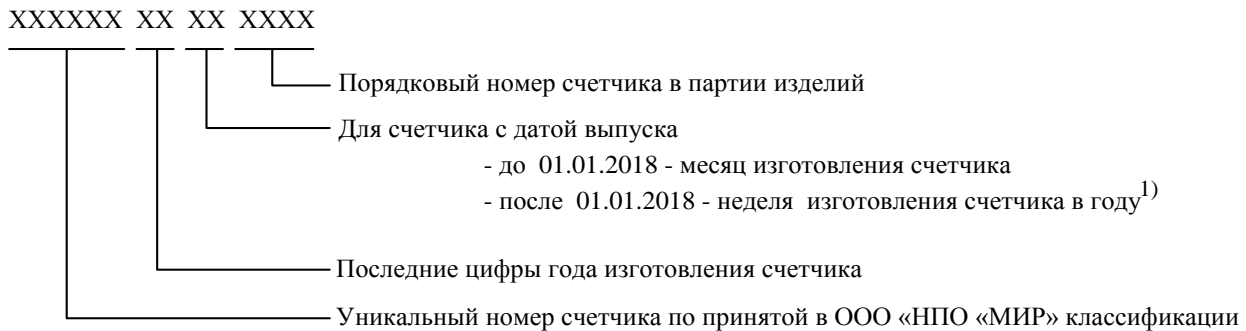 XXXXXX XX XX XXXX
Порядковый номер счетчика в партии изделий
Для счетчика с датой выпуска
- до 01.01.2018 - месяц изготовления счетчика
- после 01.01.2018 - неделя изготовления счетчика в году1)
Последние цифры года изготовления счетчика
Уникальный номер счетчика по принятой в ООО «НПО «МИР» классификации